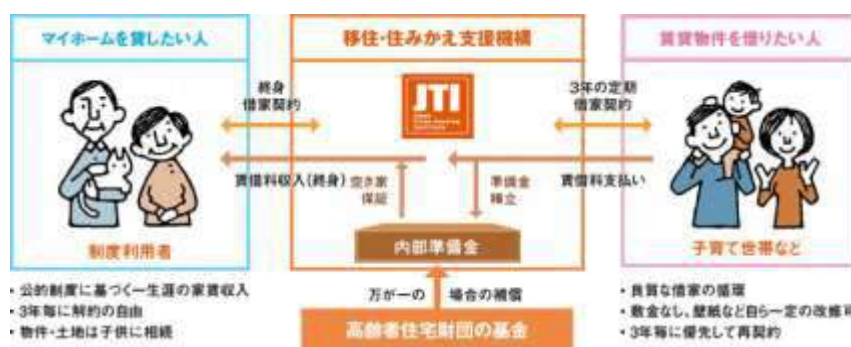 マイホームを貸したい人
移住・住みかえ支援機構
賃貸物件を借りたい人
終身
借家契約
JTI
3年の定期
借家契約
賃借料収入(終身)
空き家
保証
準備金
積立
賃借料支払い
制度利用者
内部準備金
子育て世帯など
・公的制度に基づく一生涯の家賃収入
・3年毎に解約の自由
・物件・土地は子供に相続
万が一の
場合の補償
高齢者住宅財団の基金
・良質な借家の循環
・敷金なし、壁紙など自ら一定の改修可
・3年毎に優先して再契約